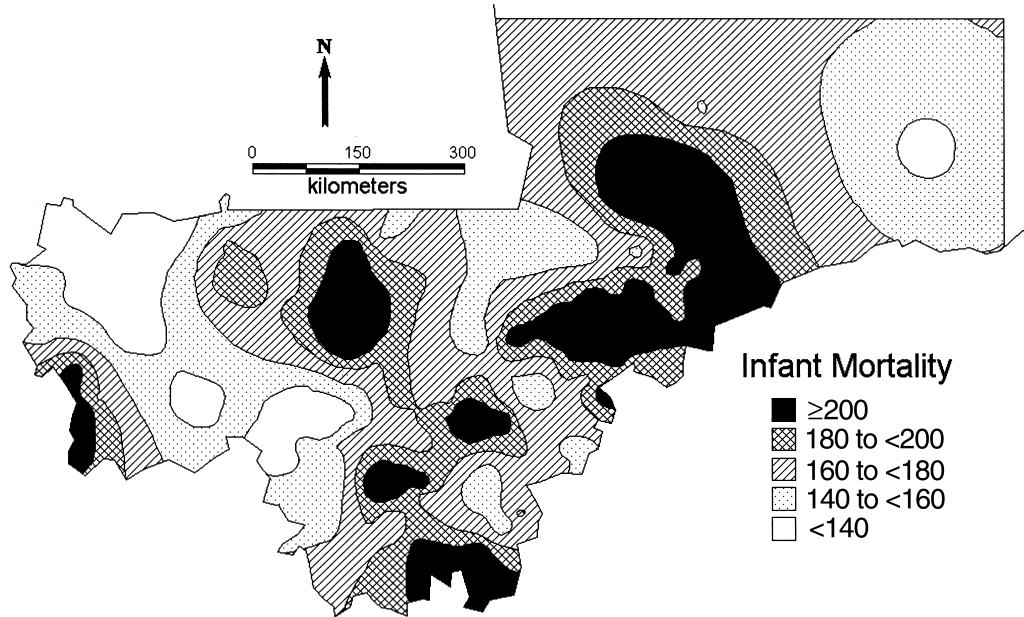 N
0 150 300
kilometers
Infant Mortality
≥200
180 to <200
160 to <180
140 to <160
<140